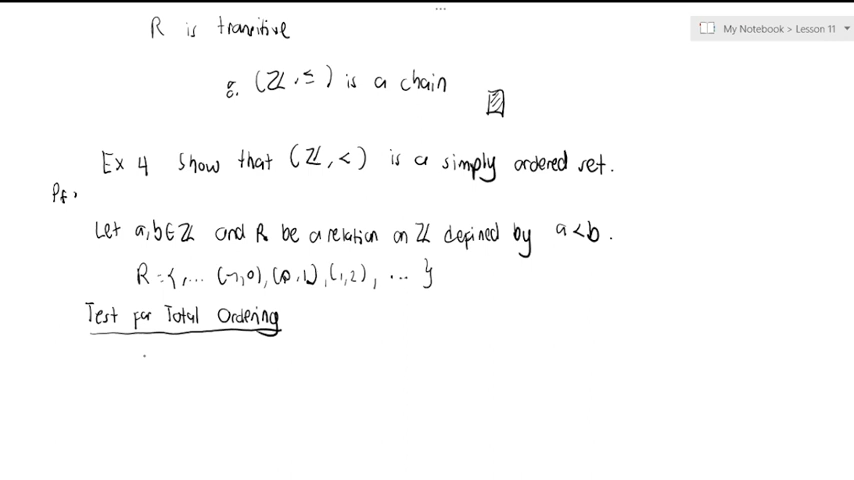 My Notebook > Lesson 11
R is transitive
∴ (ℤ, ≤) is a chain
Ex 4 Show that (ℤ, <) is a simply ordered set.
Pf:
Let a, b ∈ ℤ and R be a relation on ℤ defined by a < b.
R = {, ... (-1, 0), (0, 1), (1, 2), ... }
Test for Total Ordering